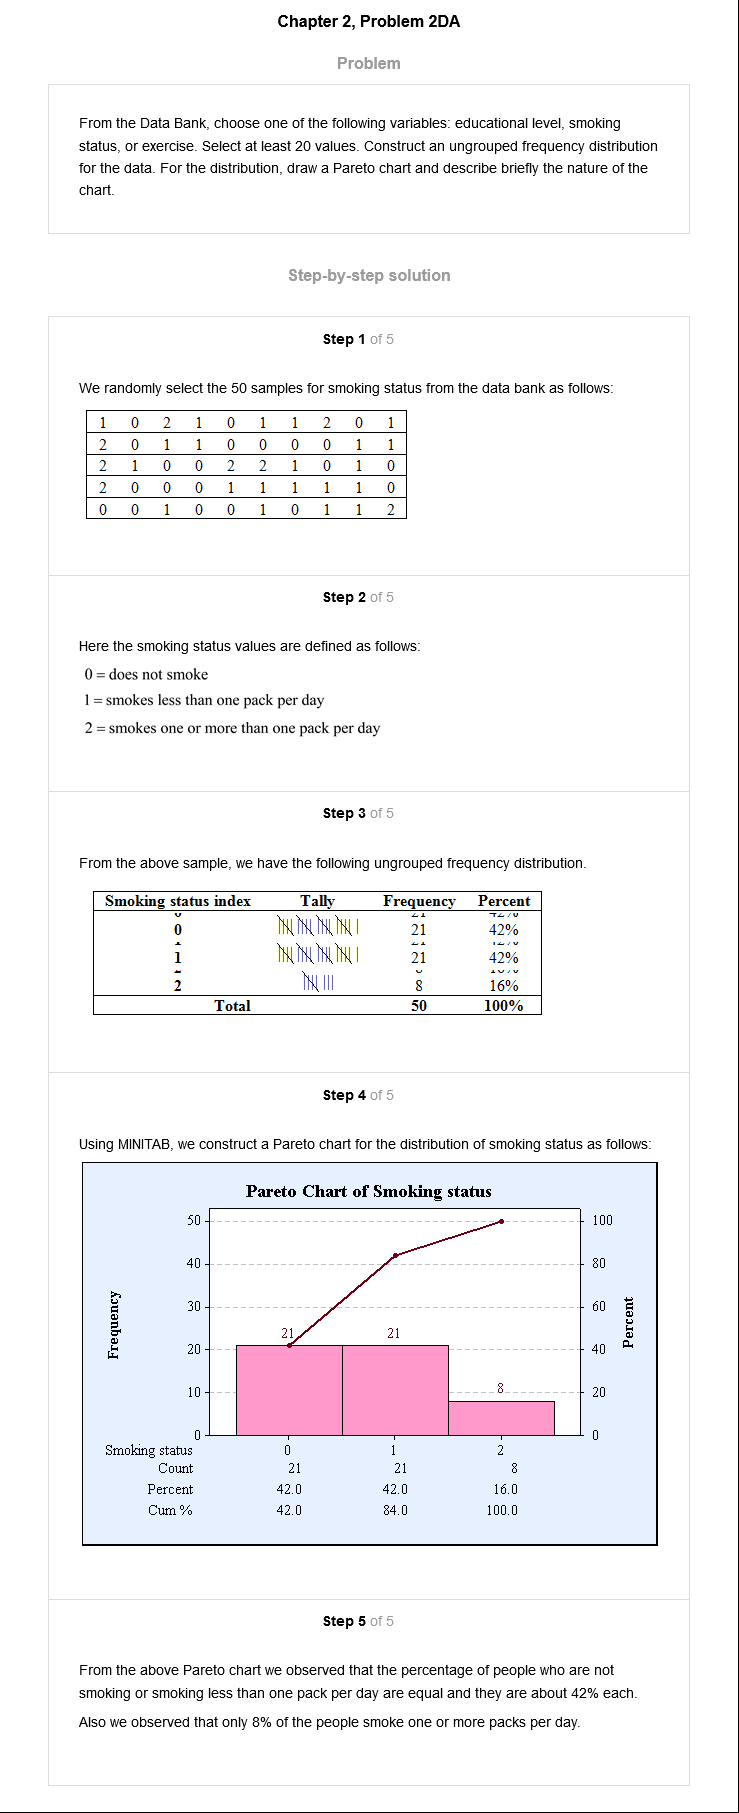 Chapter 2, Problem 2DA
Problem
From the Data Bank, choose one of the following variables: educational level, smoking
status, or exercise. Select at least 20 values. Construct an ungrouped frequency distribution
for the data. For the distribution, draw a Pareto chart and describe briefly the nature of the
chart.
Step-by-step solution
Step 1 of 5
We randomly select the 50 samples for smoking status from the data bank as follows:
1 0 2 1 0 1 1 2 0 1
2 0 1 1 0 0 0 0 1 1
2 1 0 0 2 2 1 0 1 0
2 0 0 0 1 1 1 1 1 0
0 0 1 0 0 1 0 1 1 2
Step 2 of 5
Here the smoking status values are defined as follows:
0 = does not smoke
1 = smokes less than one pack per day
2 = smokes one or more than one pack per day
Step 3 of 5
From the above sample, we have the following ungrouped frequency distribution.
Smoking status index Tally Frequency Percent
0 21 42%
1 21 42%
2 8 16%
Total 50 100%
Step 4 of 5
Using MINITAB, we construct a Pareto chart for the distribution of smoking status as follows:
Pareto Chart of Smoking status
50 100
40 80
30 60
Frequency
Percent
21 21
20 40
8
10 20
0 0
Smoking status 0 1 2
Count 21 21 8
Percent 42.0 42.0 16.0
Cum % 42.0 84.0 100.0
Step 5 of 5
From the above Pareto chart we observed that the percentage of people who are not
smoking or smoking less than one pack per day are equal and they are about 42% each.
Also we observed that only 8% of the people smoke one or more packs per day.